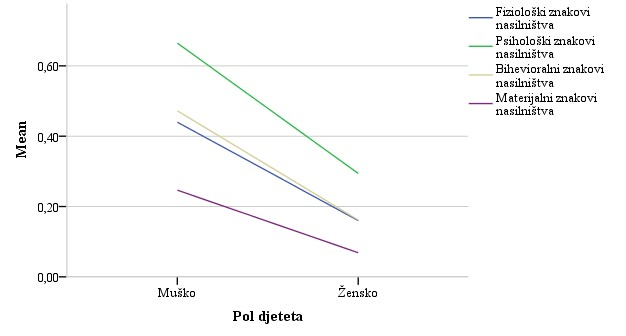 Fiziološki znakovi
nasilništva
Psihološki znakovi
nasilništva
Bihevioralni znakovi
nasilništva
Materijalni znakovi
nasilništva
0,60
0,40
0,20
0,00
Mean
Muško
Žensko
Pol djeteta